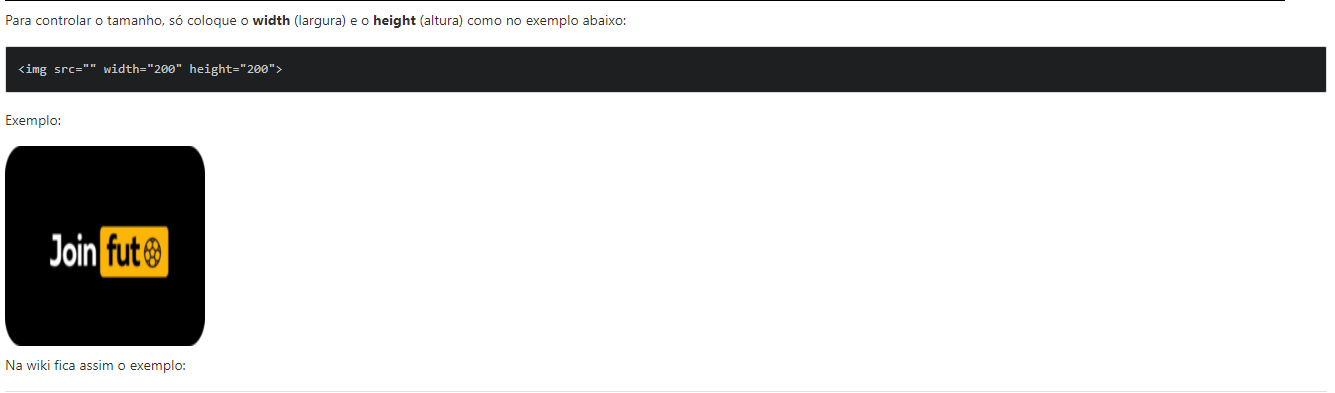 Para controlar o tamanho, só coloque o width (largura) e o height (altura) como no exemplo abaixo:
<img src="" width="200" height="200">
Exemplo:
Join fut
Na wiki fica assim o exemplo: